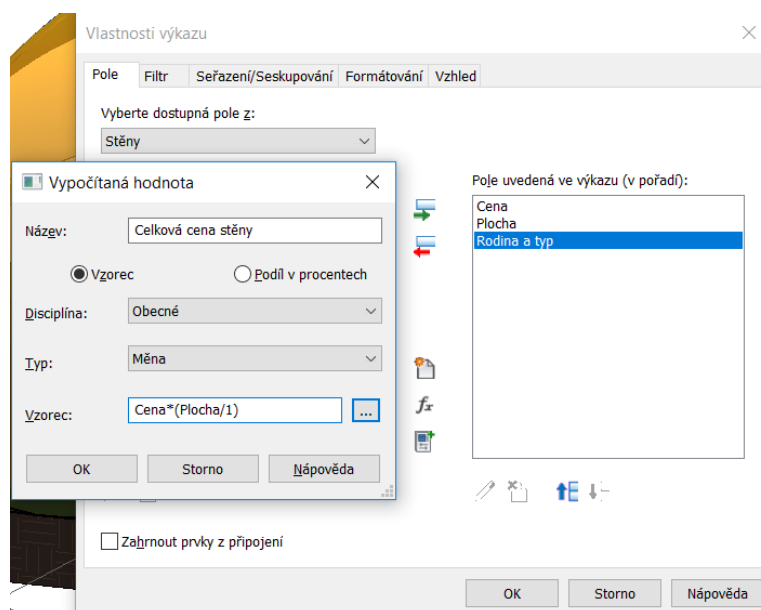 Vlastnosti výkazu
Pole Filtr Seřazení/Seskupování Formátování Vzhled
Vyberte dostupná pole z:
Stěny
Pole uvedená ve výkazu (v pořadí):
Cena
Plocha
Rodina a typ
Vypočítaná hodnota
Název: Celková cena stěny
Vzorec Podíl v procentech
Disciplína: Obecné
Typ: Měna
Vzorec: Cena*(Plocha/1) ...
OK Storno Nápověda
fx
Zahrnout prvky z připojení
OK Storno Nápověda